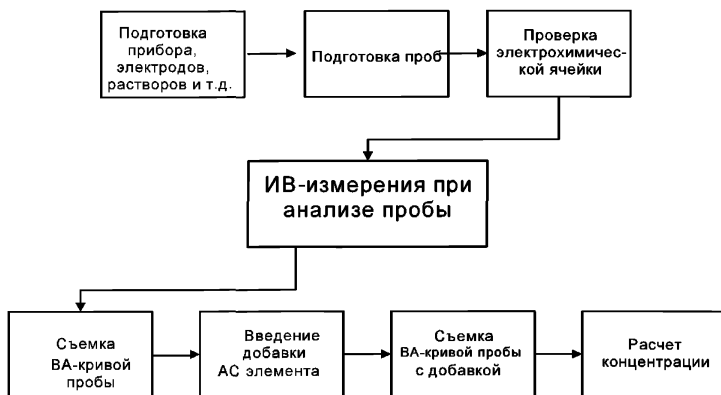 Подготовка
прибора,
электродов,
растворов и т.д.
Подготовка проб
Проверка
электрохимичес-
кой ячейки
ИВ-измерения при
анализе пробы
Съемка
ВА-кривой
пробы
Введение
добавки
АС элемента
Съемка
ВА-кривой пробы
с добавкой
Расчет
концентрации